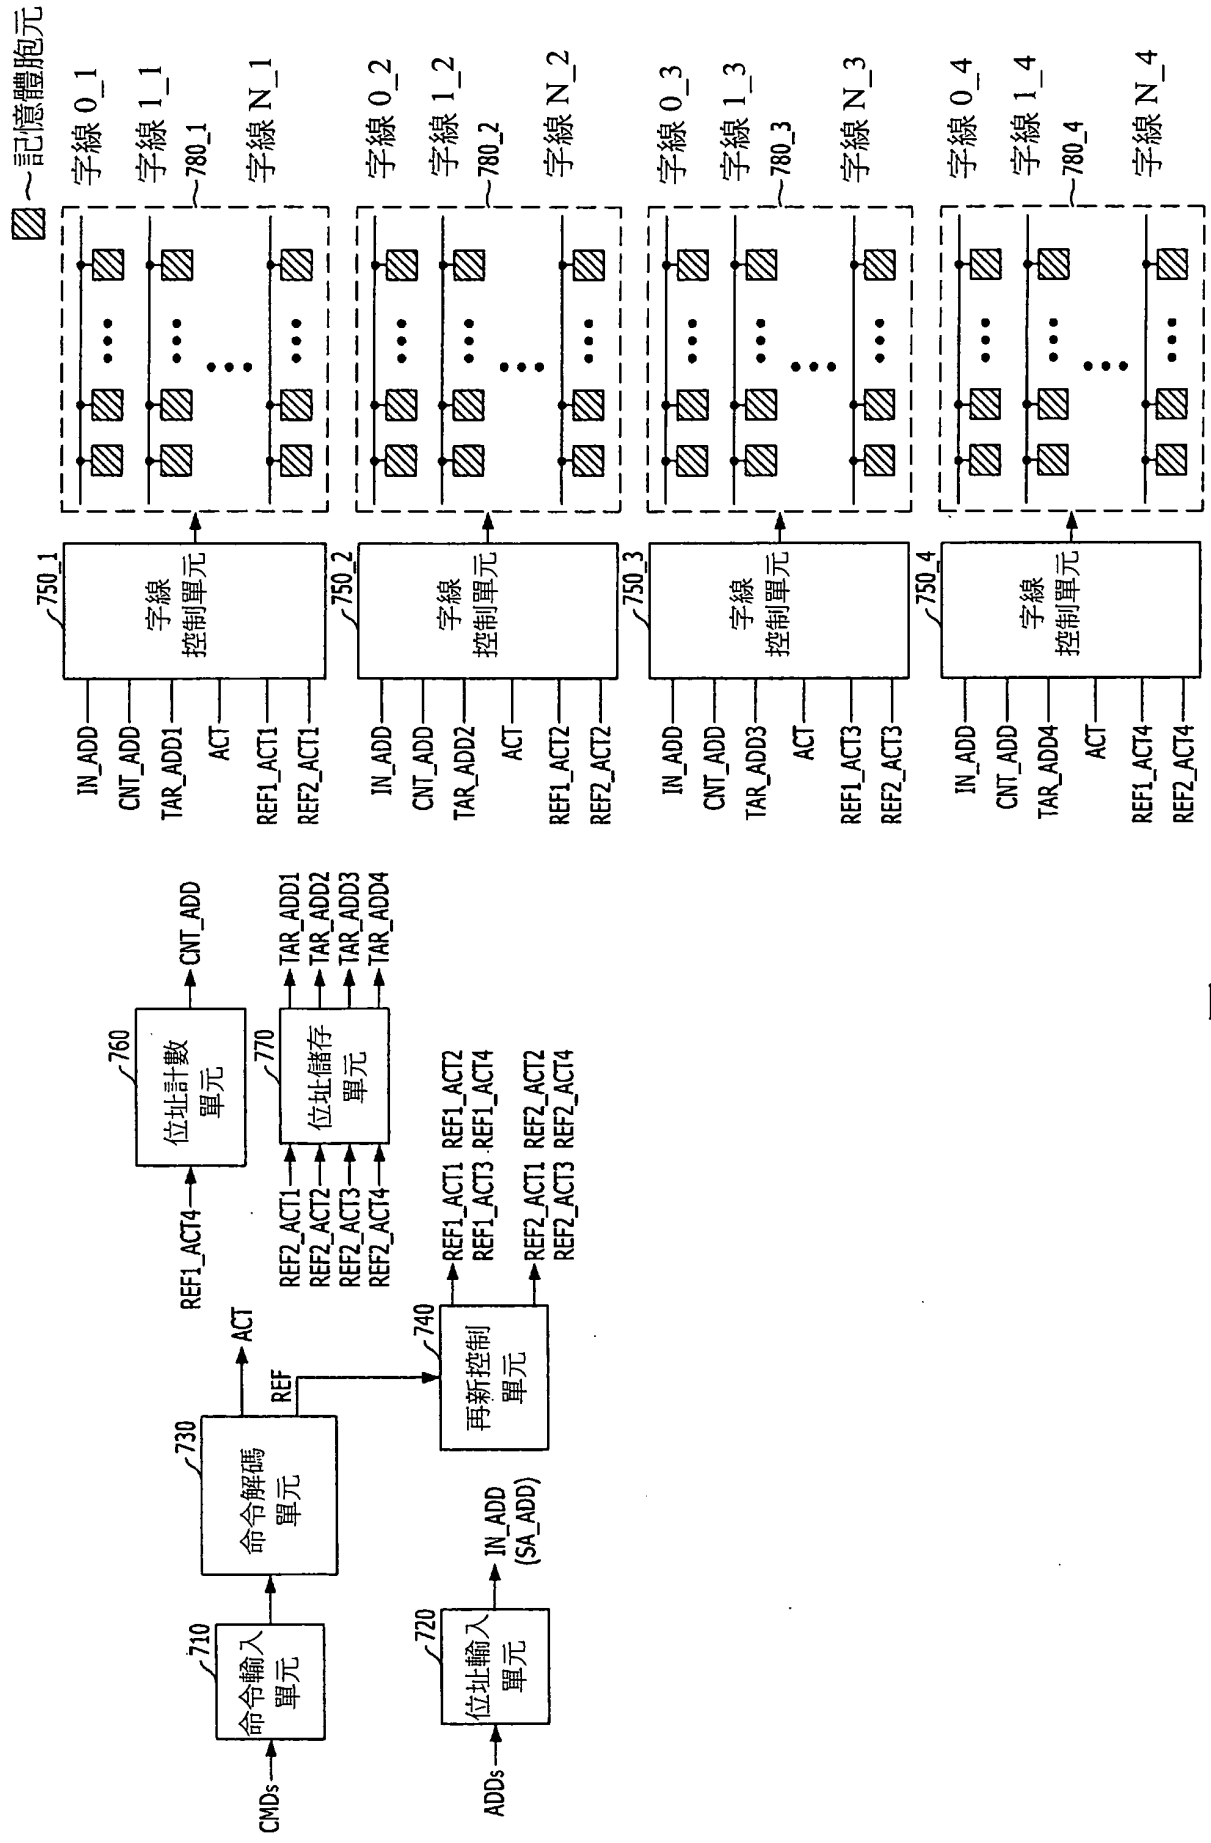 CMDs
710
命令輸入
單元
730
命令解碼
單元
ACT
REF
ADDs
720
位址輸入
單元
IN_ADD
(SA_ADD)
740
再新控制
單元
REF1_ACT1 REF1_ACT2
REF1_ACT3 REF1_ACT4
REF2_ACT1 REF2_ACT2
REF2_ACT3 REF2_ACT4
REF1_ACT4
760
位址計數
單元
CNT_ADD
REF2_ACT1
REF2_ACT2
REF2_ACT3
REF2_ACT4
770
位址儲存
單元
TAR_ADD1
TAR_ADD2
TAR_ADD3
TAR_ADD4
記憶體胞元
IN_ADD
CNT_ADD
TAR_ADD1
ACT
REF1_ACT1
REF2_ACT1
750_1
字線
控制單元
字線 0_1
字線 1_1
780_1
字線 N_1
IN_ADD
CNT_ADD
TAR_ADD2
ACT
REF1_ACT2
REF2_ACT2
750_2
字線
控制單元
字線 0_2
字線 1_2
780_2
字線 N_2
IN_ADD
CNT_ADD
TAR_ADD3
ACT
REF1_ACT3
REF2_ACT3
750_3
字線
控制單元
字線 0_3
字線 1_3
780_3
字線 N_3
IN_ADD
CNT_ADD
TAR_ADD4
ACT
REF1_ACT4
REF2_ACT4
750_4
字線
控制單元
字線 0_4
字線 1_4
780_4
字線 N_4